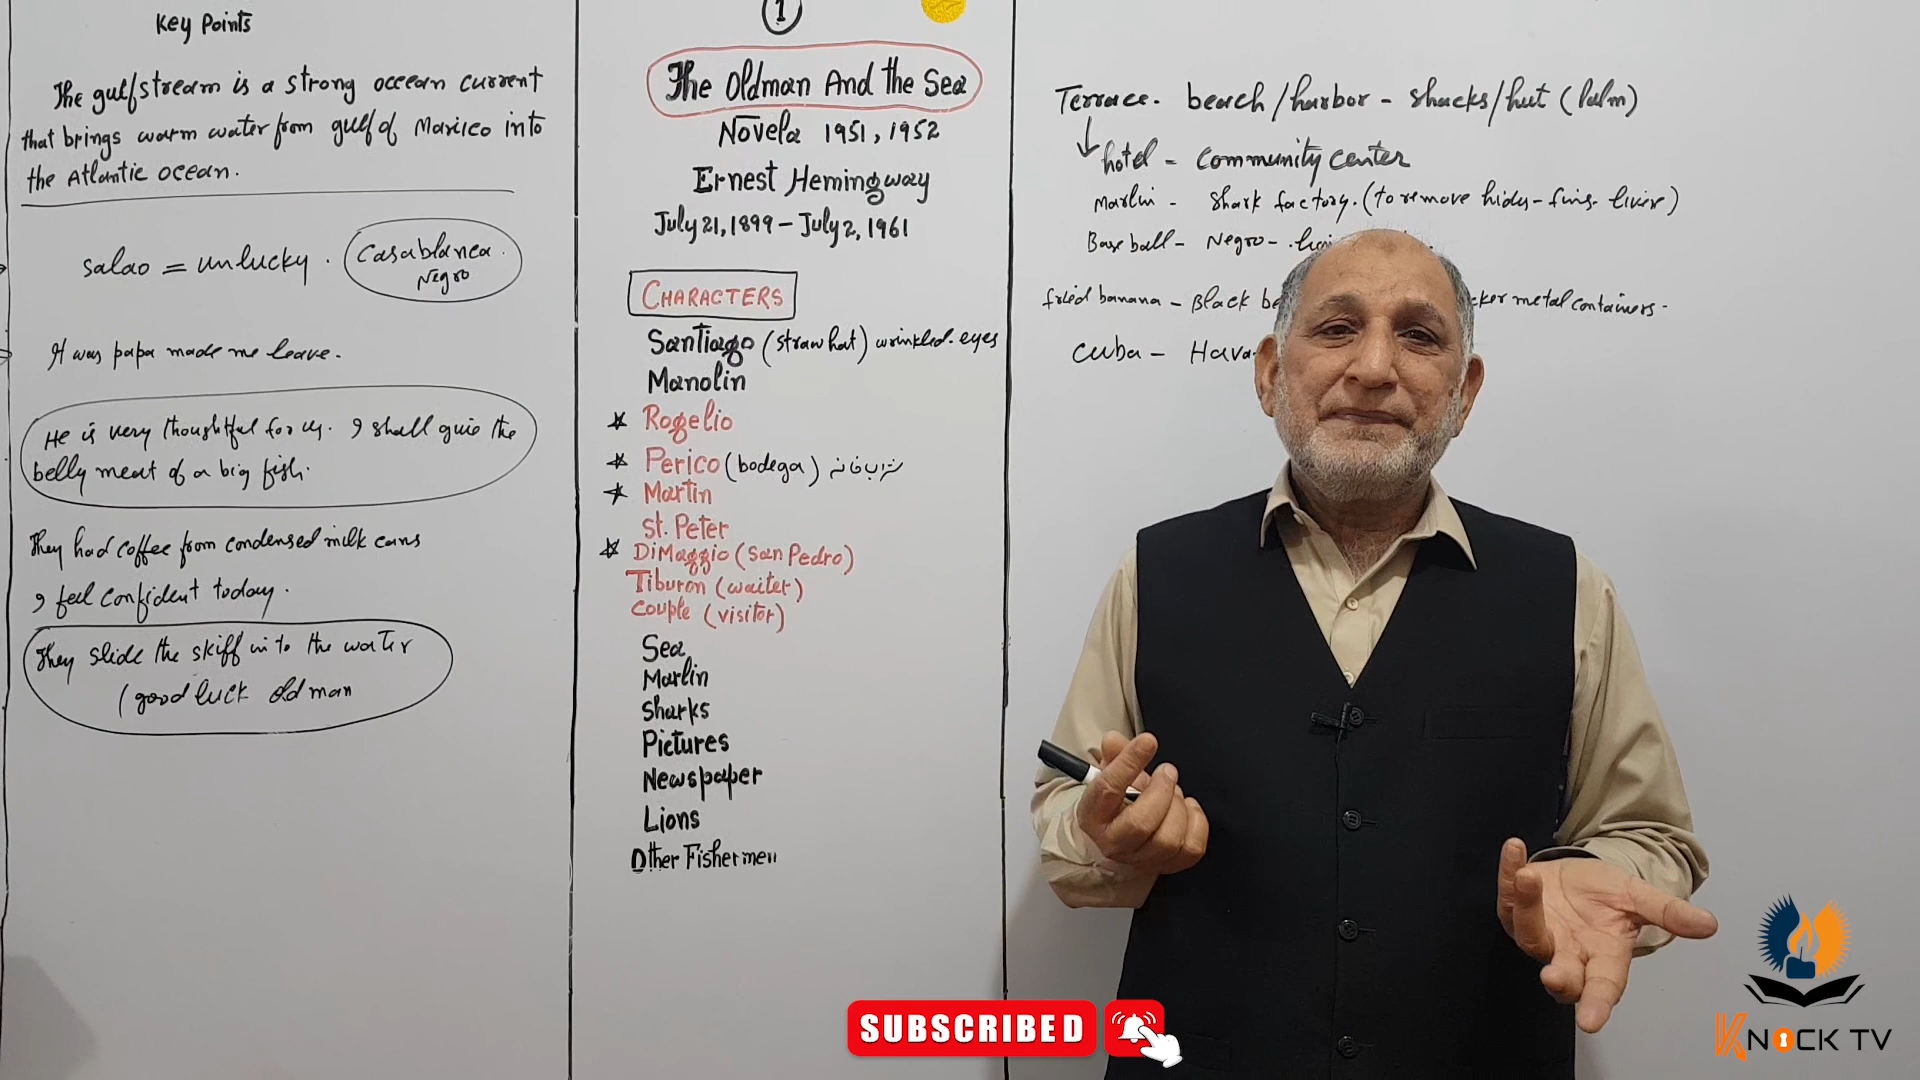 Key Points
The gulfstream is a strong occean current
that brings warm water from gulf of Maxico into
the Atlantic ocean.
salao = unlucky. Casablanca.
Negro
It was papa made me leave.
He is very thoughtful for us. I shall give the
belly meat of a big fish.
They had coffee from condensed milk cans
I feel confident today.
They slide the skiff in to the water
(good luck old man
1
The Oldman And the Sea
Novela 1951, 1952
Ernest Hemingway
July 21, 1899 - July 2, 1961
CHARACTERS
Santiago (straw hat) wrinkled. eyes
Manolin
Rogelio
Perico (bodega) شراب خانہ
Martin
St. Peter
DiMaggio (San Pedro)
Tiburon (waiter)
Couple (visitor)
Sea
Marlin
Sharks
Pictures
Newspaper
Lions
Other Fishermen
Terrace. beach/harbor - shacks/hut (palm)
hotel - community center
Marlin - Shark factory. (to remove hidy - fins - liver)
Base ball - Negro -
fried banana - Black metal containers.
Cuba - Hava
SUBSCRIBED
KNOCK TV